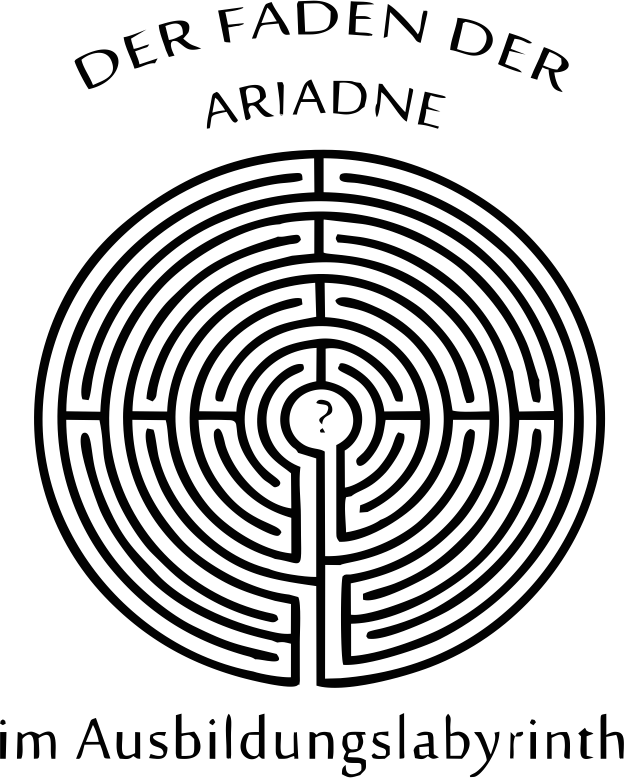 DER FADEN DER
ARIADNE
?
im Ausbildungslabyrinth